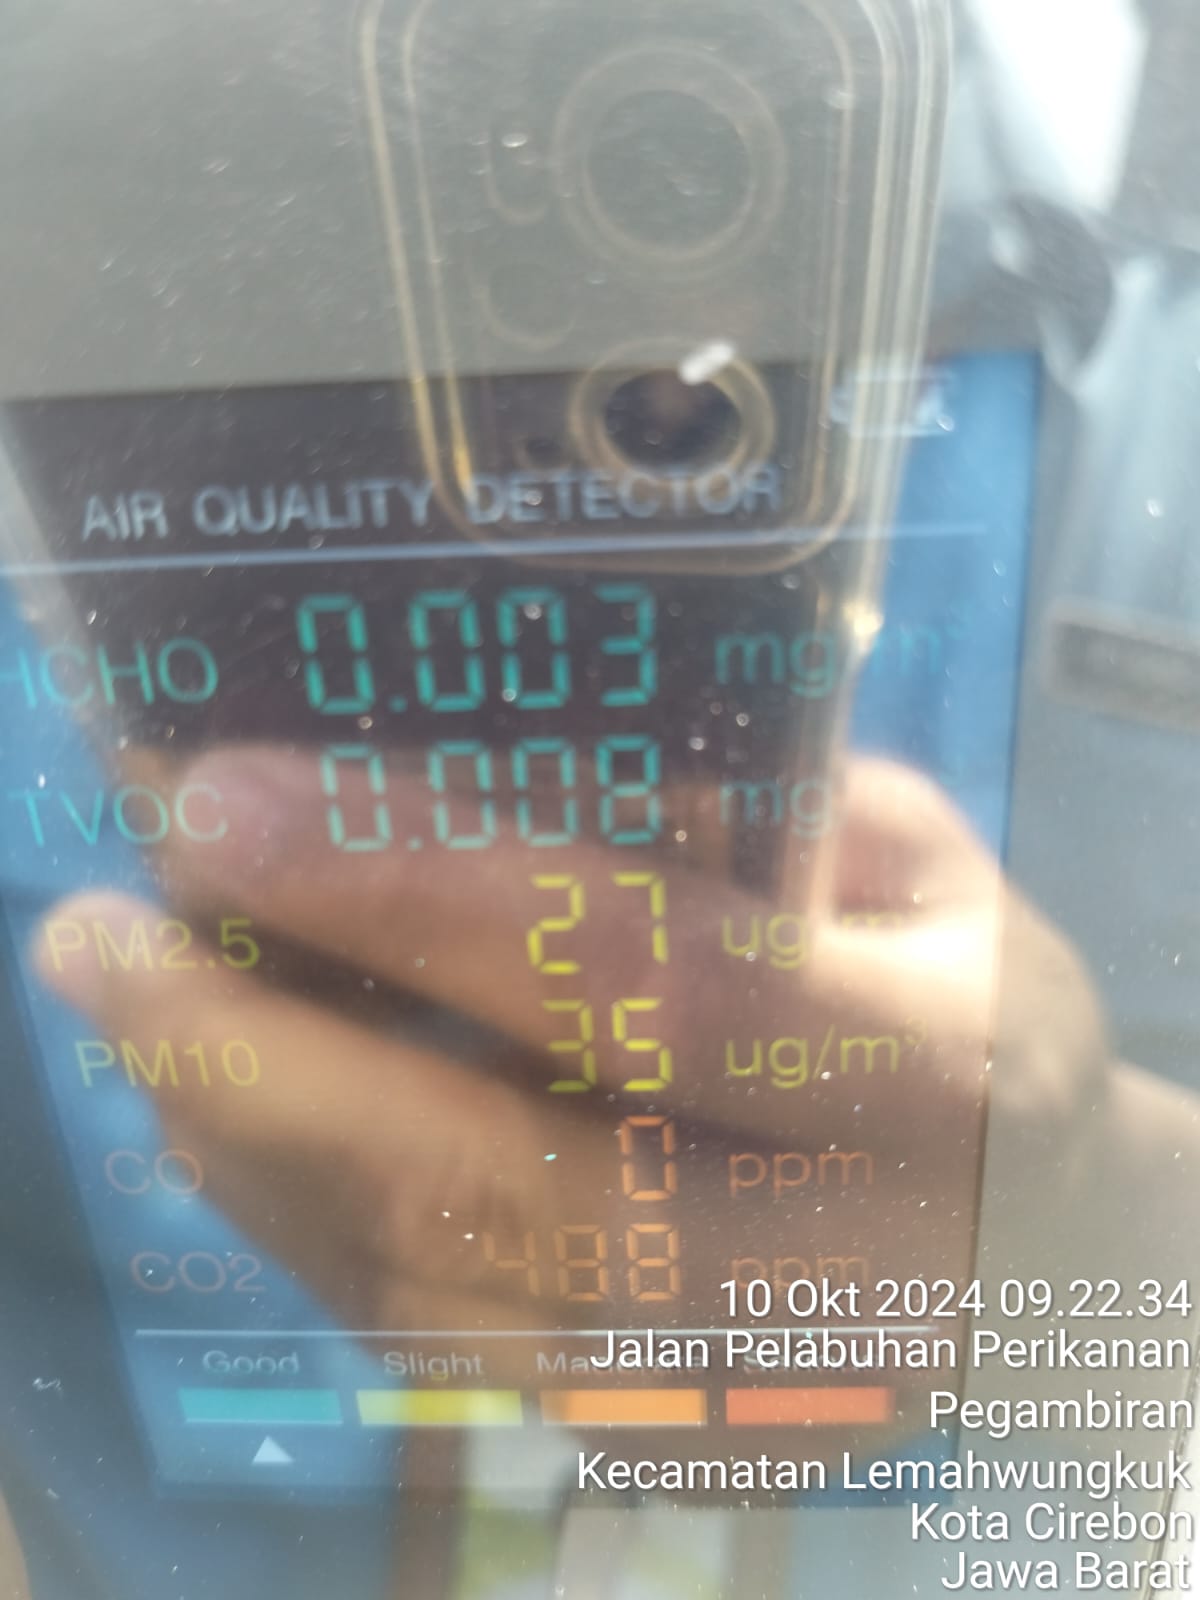 AIR QUALITY DETECTOR
HCHO 0.003 mg/m³
TVOC 0.008 mg
PM2.5 27 ug/m³
PM10 35 ug/m³
CO 0 ppm
CO2 488 ppm
Good Slight
10 Okt 2024 09.22.34
Jalan Pelabuhan Perikanan
Pegambiran
Kecamatan Lemahwungkuk
Kota Cirebon
Jawa Barat